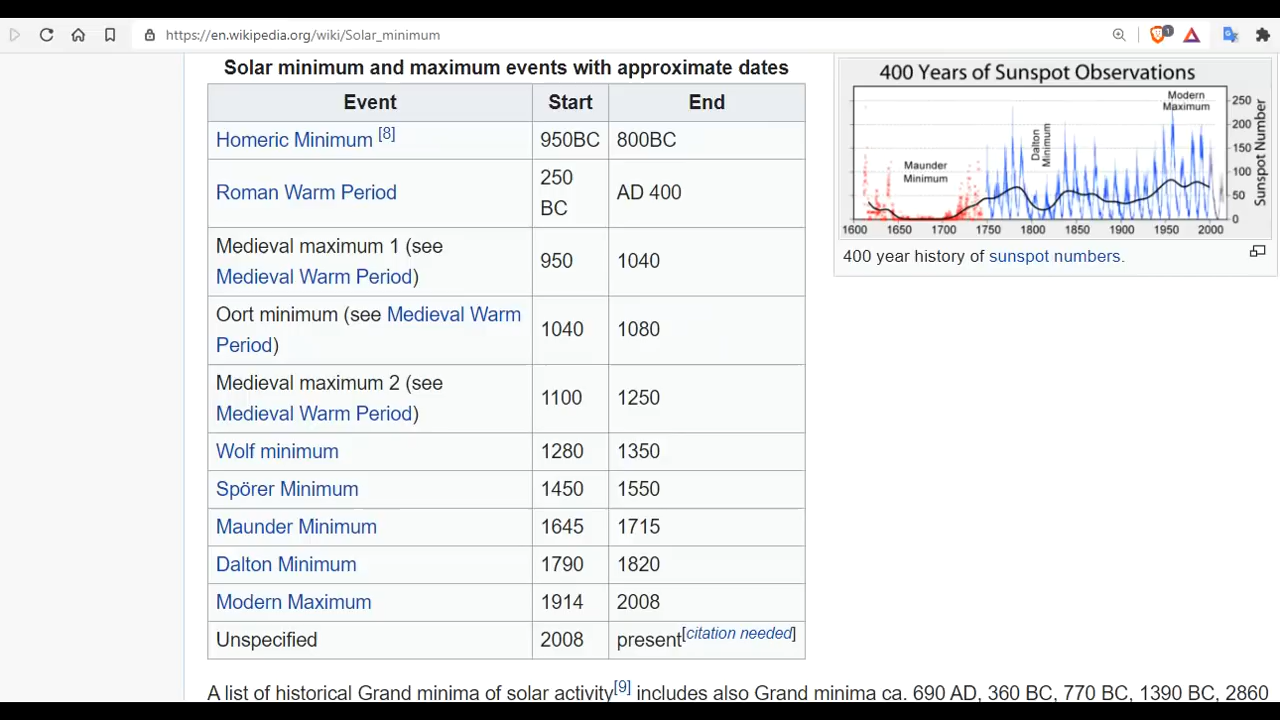 https://en.wikipedia.org/wiki/Solar_minimum
1
Solar minimum and maximum events with approximate dates
Event Start End
Homeric Minimum [8] 950BC 800BC
Roman Warm Period 250 BC AD 400
Medieval maximum 1 (see
Medieval Warm Period) 950 1040
Oort minimum (see Medieval Warm
Period) 1040 1080
Medieval maximum 2 (see
Medieval Warm Period) 1100 1250
Wolf minimum 1280 1350
Spörer Minimum 1450 1550
Maunder Minimum 1645 1715
Dalton Minimum 1790 1820
Modern Maximum 1914 2008
Unspecified 2008 present[citation needed]
A list of historical Grand minima of solar activity[9] includes also Grand minima ca. 690 AD, 360 BC, 770 BC, 1390 BC, 2860
400 Years of Sunspot Observations
Modern
Maximum
Dalton
Minimum
Maunder
Minimum
250
200
150
100
50
0
Sunspot Number
1600 1650 1700 1750 1800 1850 1900 1950 2000
400 year history of sunspot numbers.